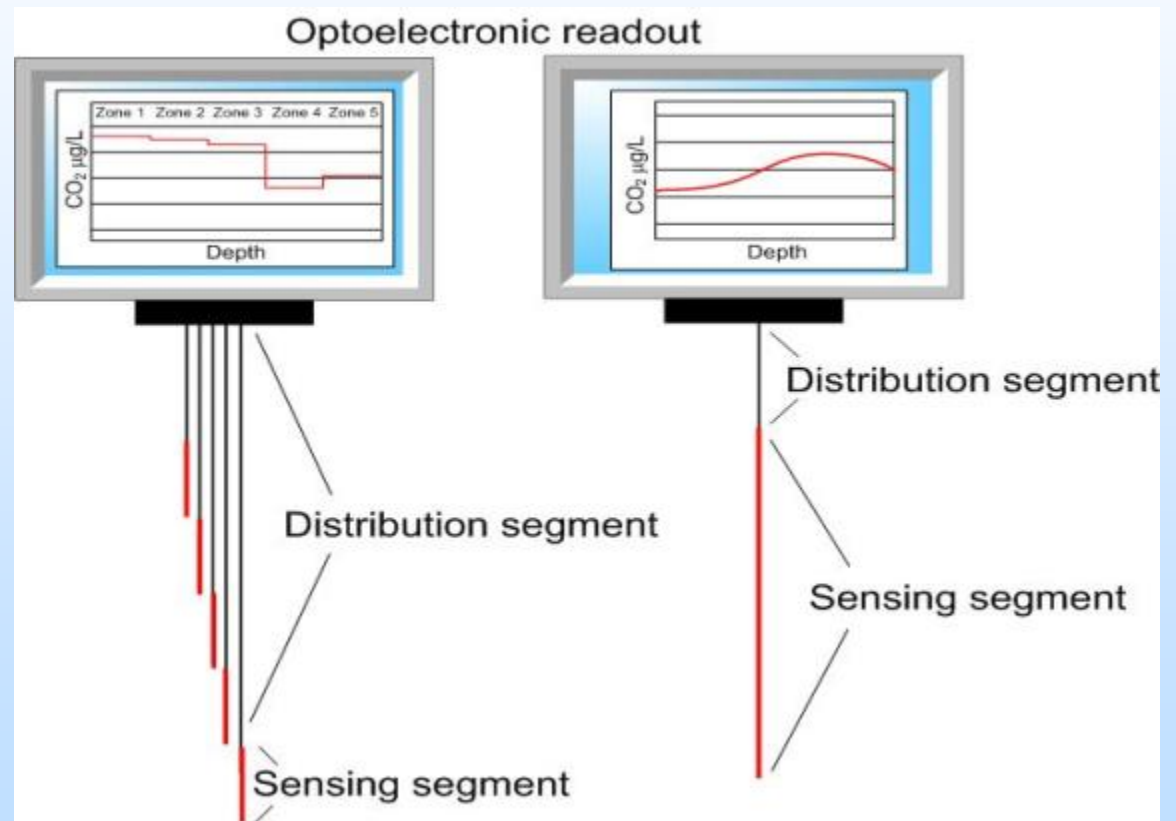 Optoelectronic readout
Zone 1 Zone 2 Zone 3 Zone 4 Zone 5
CO₂ µg/L
Depth
CO₂ µg/L
Depth
Distribution segment
Distribution segment
Sensing segment
Sensing segment